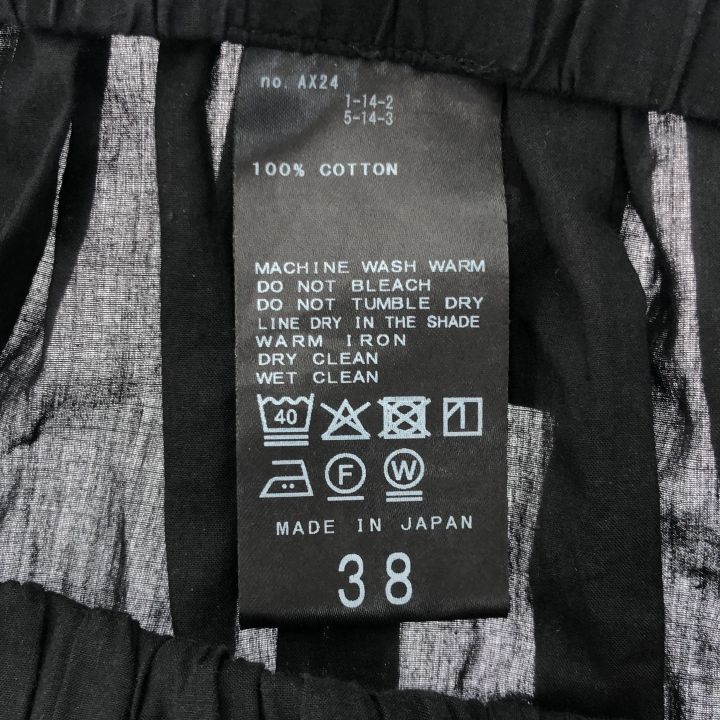 no. AX24
1-14-2
5-14-3
100% COTTON
MACHINE WASH WARM
DO NOT BLEACH
DO NOT TUMBLE DRY
LINE DRY IN THE SHADE
WARM IRON
DRY CLEAN
WET CLEAN
40
F W
MADE IN JAPAN
38